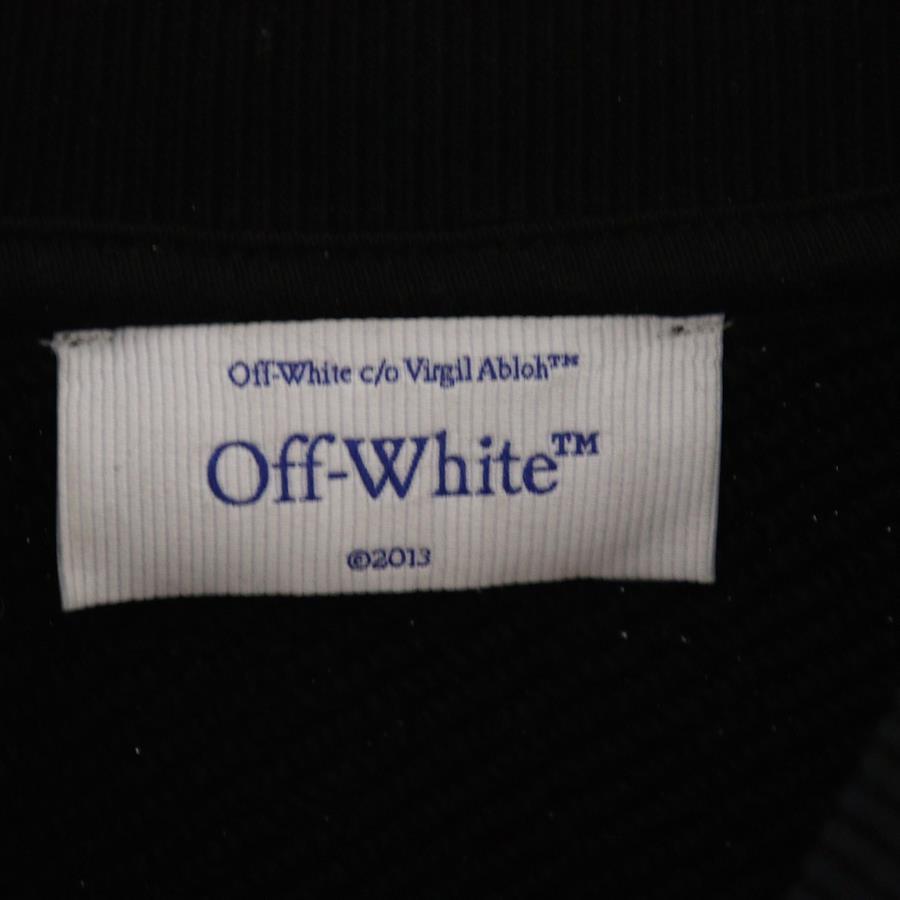 Off-White c/o Virgil Abloh™
Off-White™
©2013